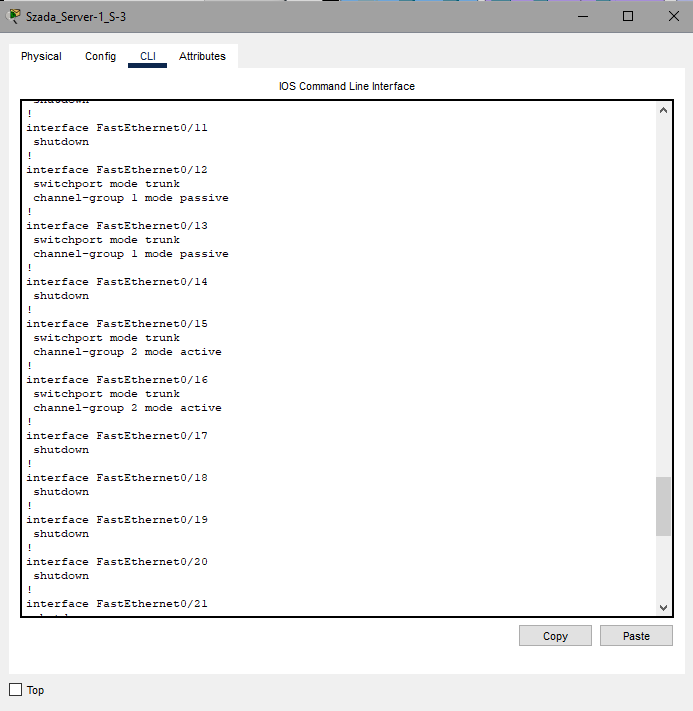 Szada_Server-1_S-3
Physical Config CLI Attributes
IOS Command Line Interface
shutdown
!
interface FastEthernet0/11
shutdown
!
interface FastEthernet0/12
switchport mode trunk
channel-group 1 mode passive
!
interface FastEthernet0/13
switchport mode trunk
channel-group 1 mode passive
!
interface FastEthernet0/14
shutdown
!
interface FastEthernet0/15
switchport mode trunk
channel-group 2 mode active
!
interface FastEthernet0/16
switchport mode trunk
channel-group 2 mode active
!
interface FastEthernet0/17
shutdown
!
interface FastEthernet0/18
shutdown
!
interface FastEthernet0/19
shutdown
!
interface FastEthernet0/20
shutdown
!
interface FastEthernet0/21
Copy Paste
Top